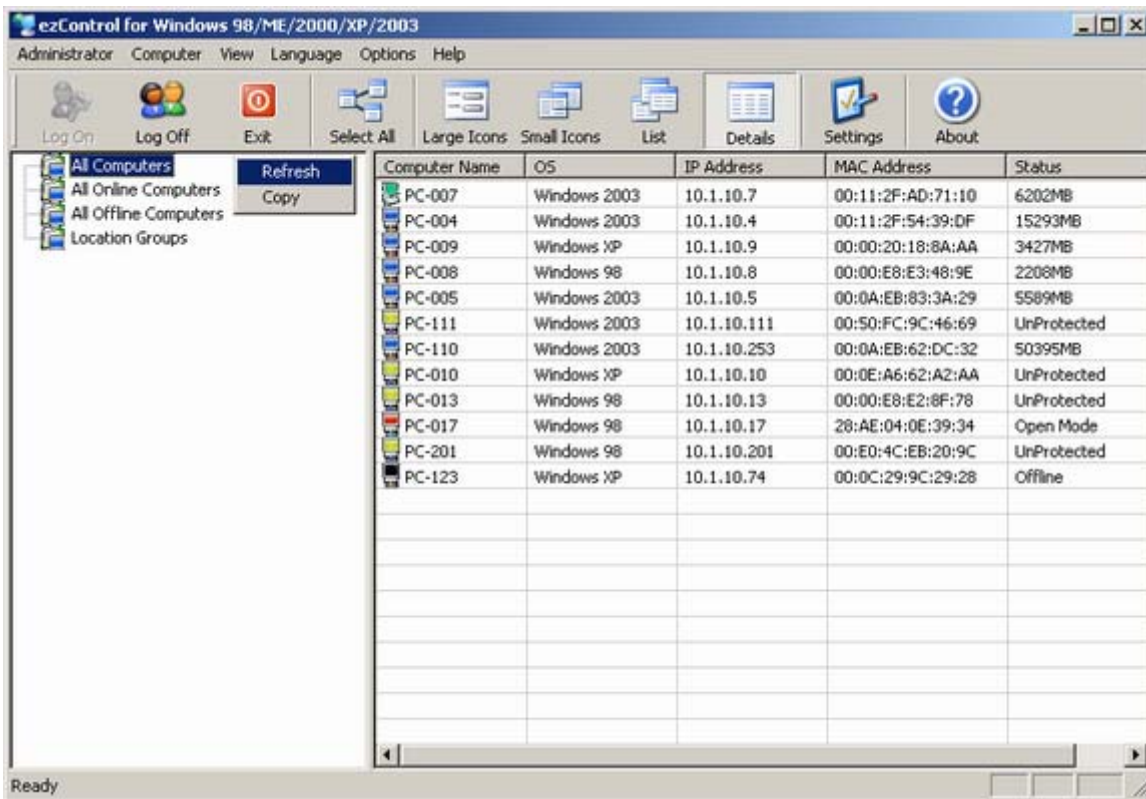 ezControl for Windows 98/ME/2000/XP/2003
Administrator Computer View Language Options Help
Log On Log Off Exit Select All Large Icons Small Icons List Details Settings About
All Computers
All Online Computers
All Offline Computers
Location Groups
Refresh
Copy
Computer Name OS IP Address MAC Address Status
PC-007 Windows 2003 10.1.10.7 00:11:2F:AD:71:10 6202MB
PC-004 Windows 2003 10.1.10.4 00:11:2F:54:39:DF 15293MB
PC-009 Windows XP 10.1.10.9 00:00:20:18:8A:AA 3427MB
PC-008 Windows 98 10.1.10.8 00:00:E8:E3:48:9E 2208MB
PC-005 Windows 2003 10.1.10.5 00:0A:EB:83:3A:29 5589MB
PC-111 Windows 2003 10.1.10.111 00:50:FC:9C:46:69 UnProtected
PC-110 Windows 2003 10.1.10.253 00:0A:EB:62:DC:32 50395MB
PC-010 Windows XP 10.1.10.10 00:0E:A6:62:A2:AA UnProtected
PC-013 Windows 98 10.1.10.13 00:00:E8:E2:8F:78 UnProtected
PC-017 Windows 98 10.1.10.17 28:AE:04:0E:39:34 Open Mode
PC-201 Windows 98 10.1.10.201 00:E0:4C:EB:20:9C UnProtected
PC-123 Windows XP 10.1.10.74 00:0C:29:9C:29:28 Offline
Ready